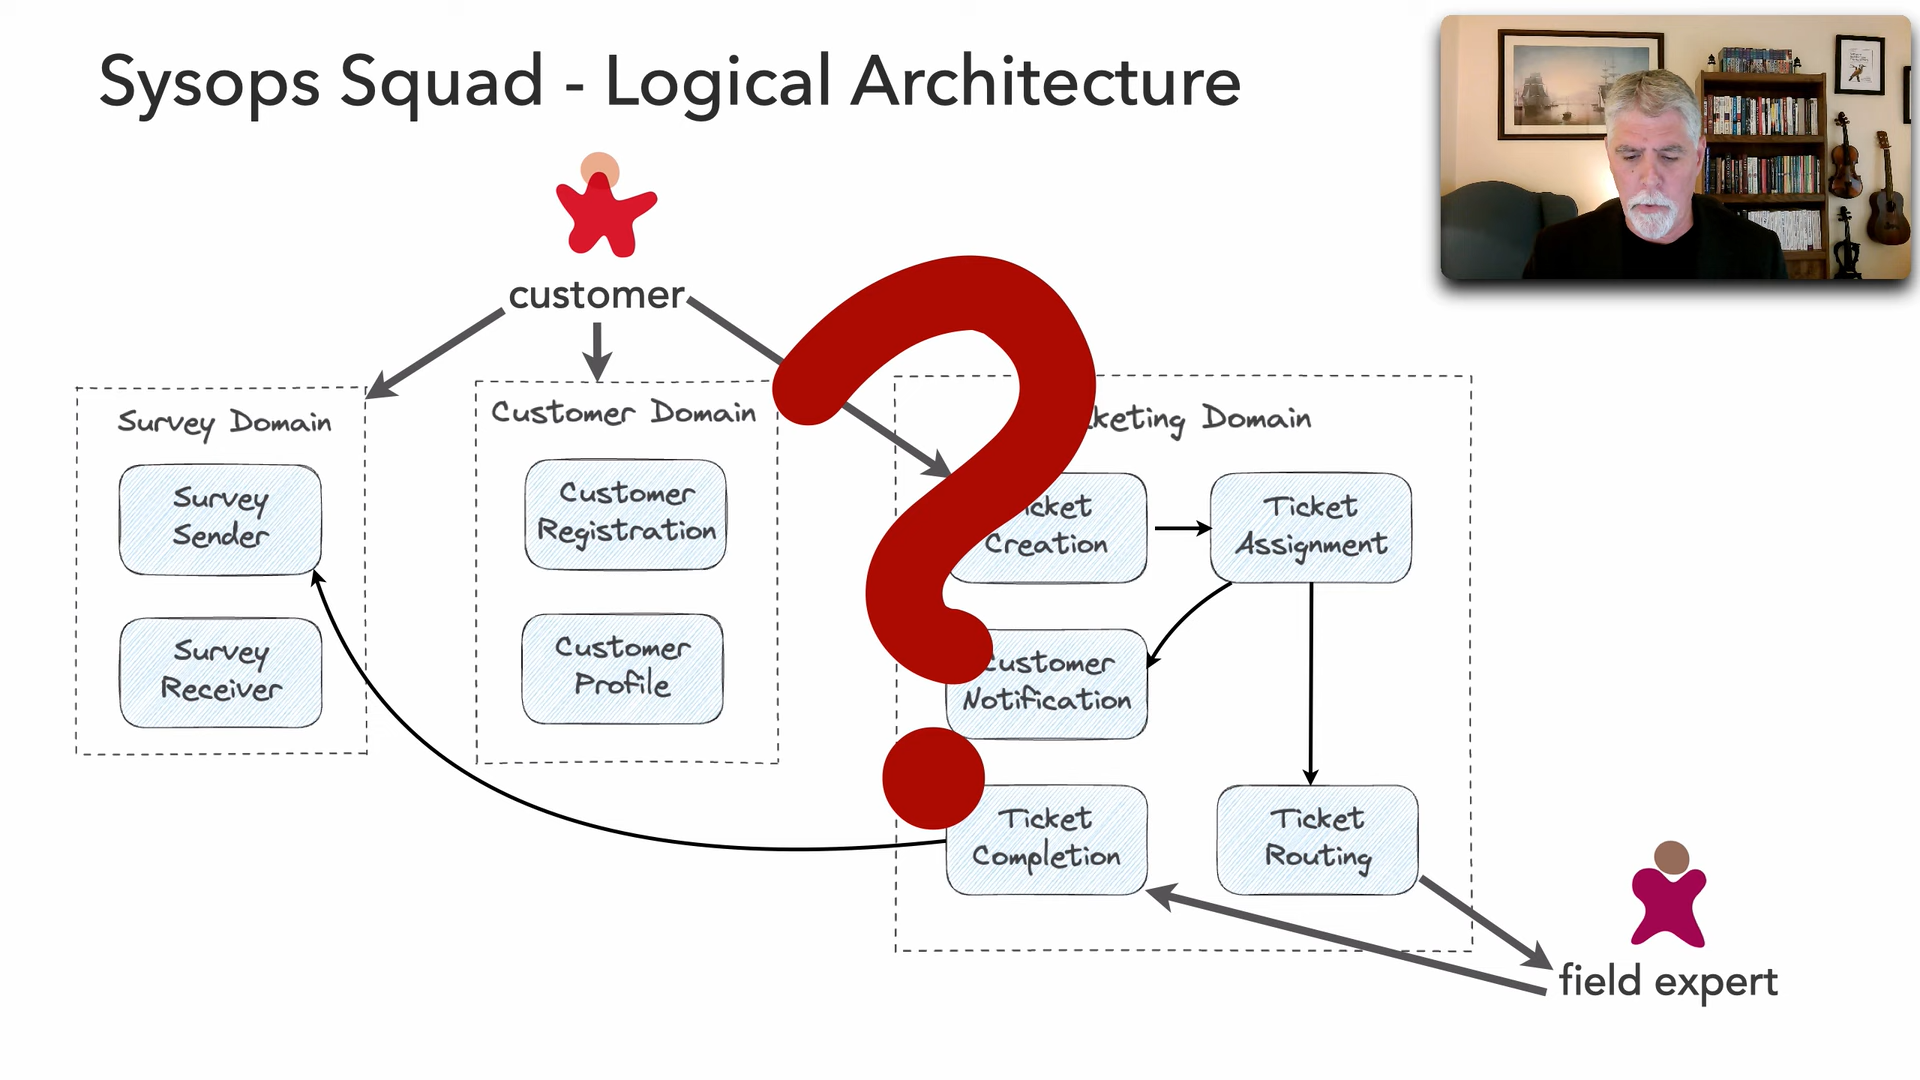 Sysops Squad - Logical Architecture
customer
Survey Domain
Survey
Sender
Survey
Receiver
Customer Domain
Customer
Registration
Customer
Profile
keting Domain
icket
Creation
Ticket
Assignment
Customer
Notification
Ticket
Completion
Ticket
Routing
field expert